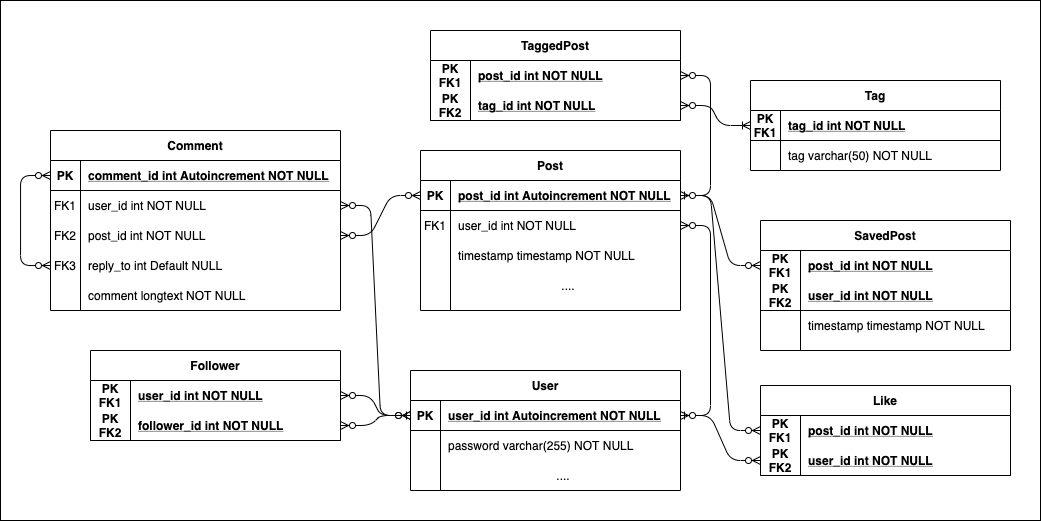 TaggedPost
PK
FK1
post_id int NOT NULL
PK
FK2
tag_id int NOT NULL
Tag
PK
FK1
tag_id int NOT NULL
tag varchar(50) NOT NULL
Comment
PK comment_id int Autoincrement NOT NULL
FK1 user_id int NOT NULL
FK2 post_id int NOT NULL
FK3 reply_to int Default NULL
comment longtext NOT NULL
Post
PK post_id int Autoincrement NOT NULL
FK1 user_id int NOT NULL
timestamp timestamp NOT NULL
....
SavedPost
PK
FK1
post_id int NOT NULL
PK
FK2
user_id int NOT NULL
timestamp timestamp NOT NULL
Follower
PK
FK1
user_id int NOT NULL
PK
FK2
follower_id int NOT NULL
User
PK user_id int Autoincrement NOT NULL
password varchar(255) NOT NULL
....
Like
PK
FK1
post_id int NOT NULL
PK
FK2
user_id int NOT NULL